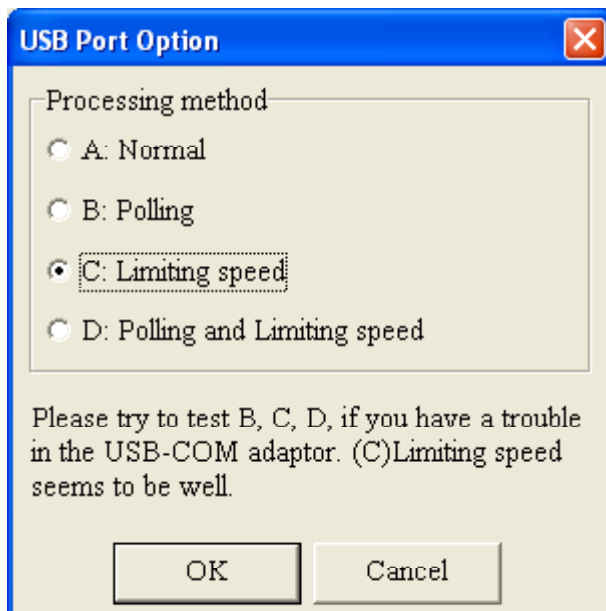 USB Port Option
Processing method
A: Normal
B: Polling
C: Limiting speed
D: Polling and Limiting speed
Please try to test B, C, D, if you have a trouble
in the USB-COM adaptor. (C)Limiting speed
seems to be well.
OK Cancel